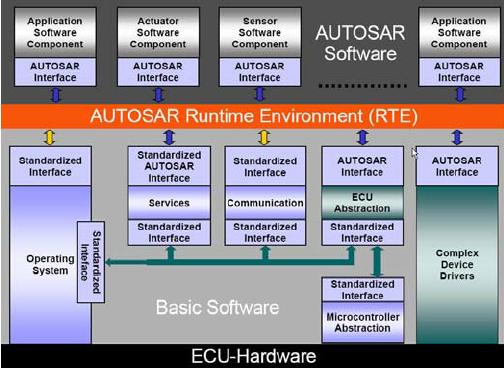 Application
Software
Component
AUTOSAR
Interface
Actuator
Software
Component
AUTOSAR
Interface
Sensor
Software
Component
AUTOSAR
Interface
AUTOSAR
Software
Application
Software
Component
AUTOSAR
Interface
AUTOSAR Runtime Environment (RTE)
Standardized
Interface
Operating
System
Standardized
Interface
Standardized
AUTOSAR
Interface
Services
Standardized
Interface
Standardized
Interface
Communication
Standardized
Interface
AUTOSAR
Interface
ECU
Abstraction
Standardized
Interface
Standardized
Interface
Microcontroller
Abstraction
AUTOSAR
Interface
Complex
Device
Drivers
Basic Software
ECU-Hardware